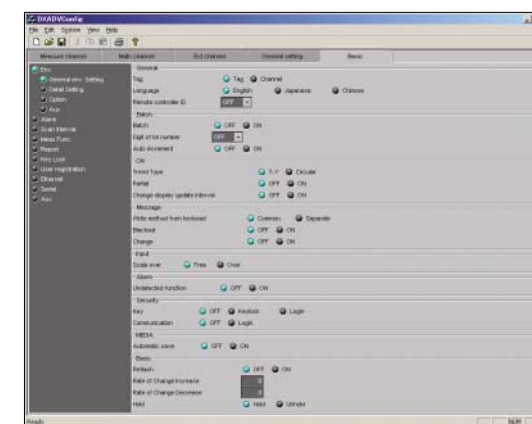 DXADVConfig
File Edit System View Help
Measure channel Math channel Ext channel General setting Basic
Env
General env. Setting
Detail Setting
Option
Aux
Alarm
Scan interval
Meas Func.
Report
Key Lock
User registration
Ethernet
Serial
Aux
General
Tag Tag Channel
Language English Japanese Chinese
Remote controller ID OFF
Batch
Batch OFF ON
Digit of lot number OFF
Auto increment OFF ON
ON
Trend Type T-Y Circular
Partial OFF ON
Change display update interval OFF ON
Message
Write method from keyboard Common Separate
Blackout OFF ON
Change OFF ON
Input
Scale over Free Over
Alarm
Undetected function OFF ON
Security
Key OFF Keylock Login
Communication OFF Login
MEDIA
Automatic save OFF ON
Basic
Reflash OFF ON
Rate of Change Increase
Rate of Change Decrease
Hold Hold Unhold
Ready NUM